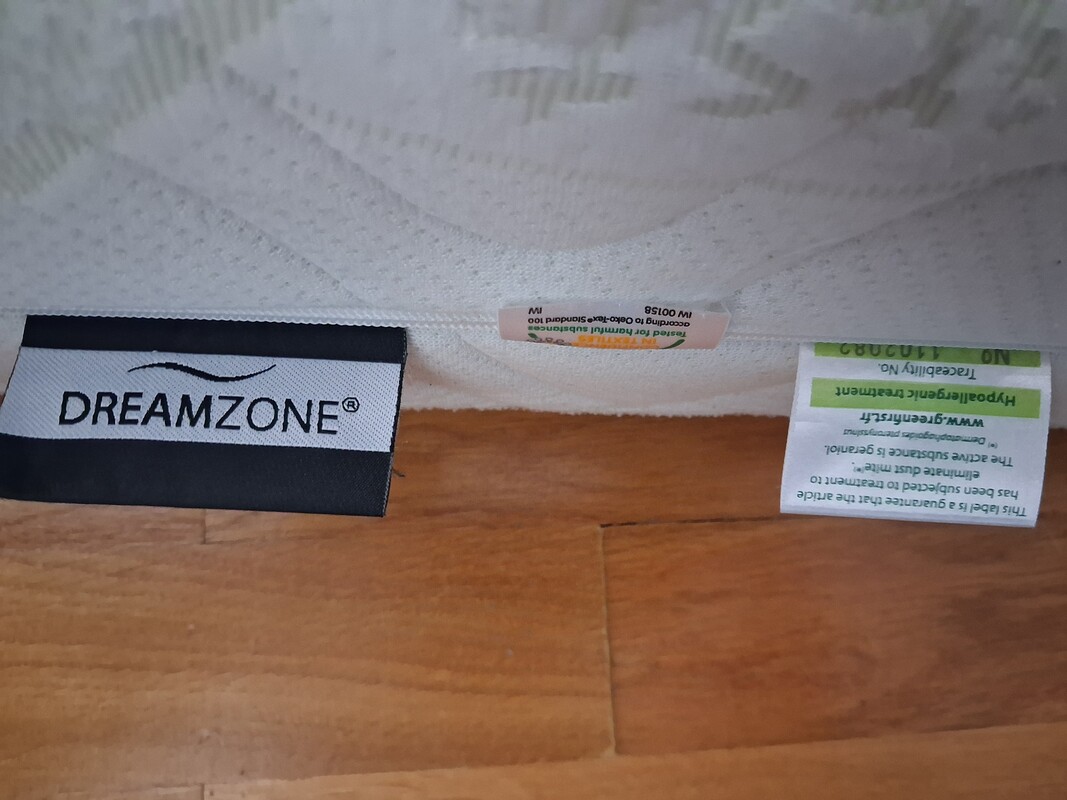 DREAMZONE®
IN TEXTILES
Tested for harmful substances
according to Oeko-Tex® Standard 100
IW 00158
IW
This label is a guarantee that the article
has been subjected to treatment to
eliminate dust mite(*).
The active substance is geraniol.
(*) Dermatophagoides pteronyssinus
www.greenfirst.fr
Hypoallergenic treatment
Traceability No.
No 1102082